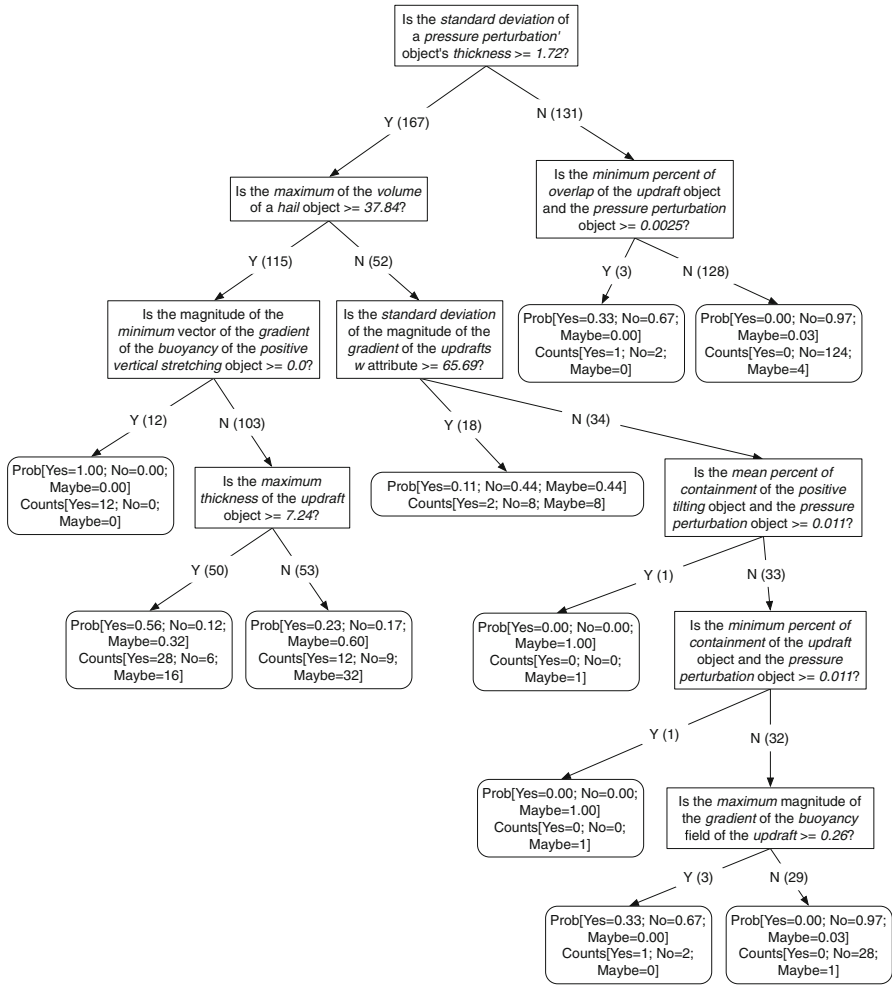 Is the standard deviation of
a pressure perturbation'
object's thickness >= 1.72?
Y (167)
N (131)
Is the maximum of the volume
of a hail object >= 37.84?
Is the minimum percent of
overlap of the updraft object
and the pressure perturbation
object >= 0.0025?
Y (115)
N (52)
Y (3)
N (128)
Is the magnitude of the
minimum vector of the gradient
of the buoyancy of the positive
vertical stretching object >= 0.0?
Is the standard deviation
of the magnitude of the
gradient of the updrafts
w attribute >= 65.69?
Prob[Yes=0.33; No=0.67;
Maybe=0.00]
Counts[Yes=1; No=2;
Maybe=0]
Prob[Yes=0.00; No=0.97;
Maybe=0.03]
Counts[Yes=0; No=124;
Maybe=4]
Y (12)
N (103)
Y (18)
N (34)
Prob[Yes=1.00; No=0.00;
Maybe=0.00]
Counts[Yes=12; No=0;
Maybe=0]
Is the maximum
thickness of the updraft
object >= 7.24?
Prob[Yes=0.11; No=0.44; Maybe=0.44]
Counts[Yes=2; No=8; Maybe=8]
Is the mean percent of
containment of the positive
tilting object and the pressure
perturbation object >= 0.011?
Y (50)
N (53)
Y (1)
N (33)
Prob[Yes=0.56; No=0.12;
Maybe=0.32]
Counts[Yes=28; No=6;
Maybe=16]
Prob[Yes=0.23; No=0.17;
Maybe=0.60]
Counts[Yes=12; No=9;
Maybe=32]
Prob[Yes=0.00; No=0.00;
Maybe=1.00]
Counts[Yes=0; No=0;
Maybe=1]
Is the minimum percent of
containment of the updraft
object and the pressure
perturbation object >= 0.011?
Y (1)
N (32)
Prob[Yes=0.00; No=0.00;
Maybe=1.00]
Counts[Yes=0; No=0;
Maybe=1]
Is the maximum magnitude of
the gradient of the buoyancy
field of the updraft >= 0.26?
Y (3)
N (29)
Prob[Yes=0.33; No=0.67;
Maybe=0.00]
Counts[Yes=1; No=2;
Maybe=0]
Prob[Yes=0.00; No=0.97;
Maybe=0.03]
Counts[Yes=0; No=28;
Maybe=1]